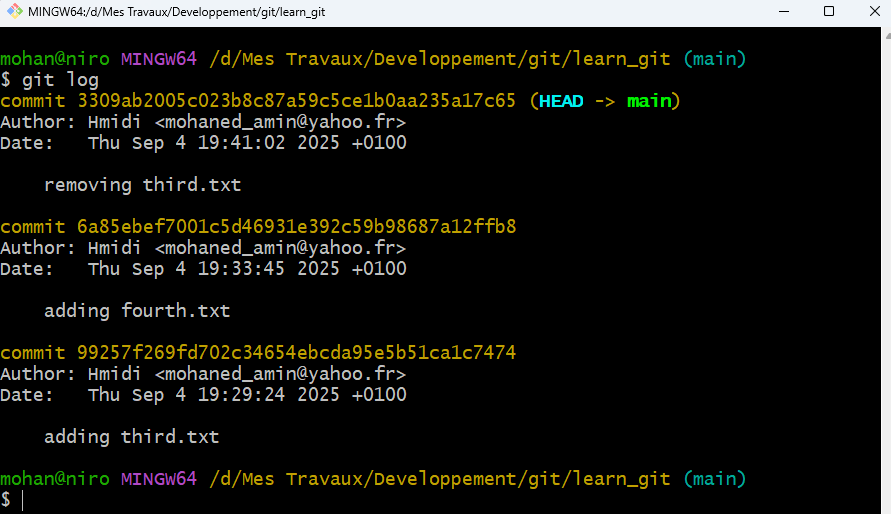 MINGW64:/d/Mes Travaux/Developpement/git/learn_git
mohan@niro MINGW64 /d/Mes Travaux/Developpement/git/learn_git (main)
$ git log
commit 3309ab2005c023b8c87a59c5ce1b0aa235a17c65 (HEAD -> main)
Author: Hmidi <mohaned_amin@yahoo.fr>
Date:   Thu Sep 4 19:41:02 2025 +0100
    removing third.txt
commit 6a85ebef7001c5d46931e392c59b98687a12ffb8
Author: Hmidi <mohaned_amin@yahoo.fr>
Date:   Thu Sep 4 19:33:45 2025 +0100
    adding fourth.txt
commit 99257f269fd702c34654ebcda95e5b51ca1c7474
Author: Hmidi <mohaned_amin@yahoo.fr>
Date:   Thu Sep 4 19:29:24 2025 +0100
    adding third.txt
mohan@niro MINGW64 /d/Mes Travaux/Developpement/git/learn_git (main)
$